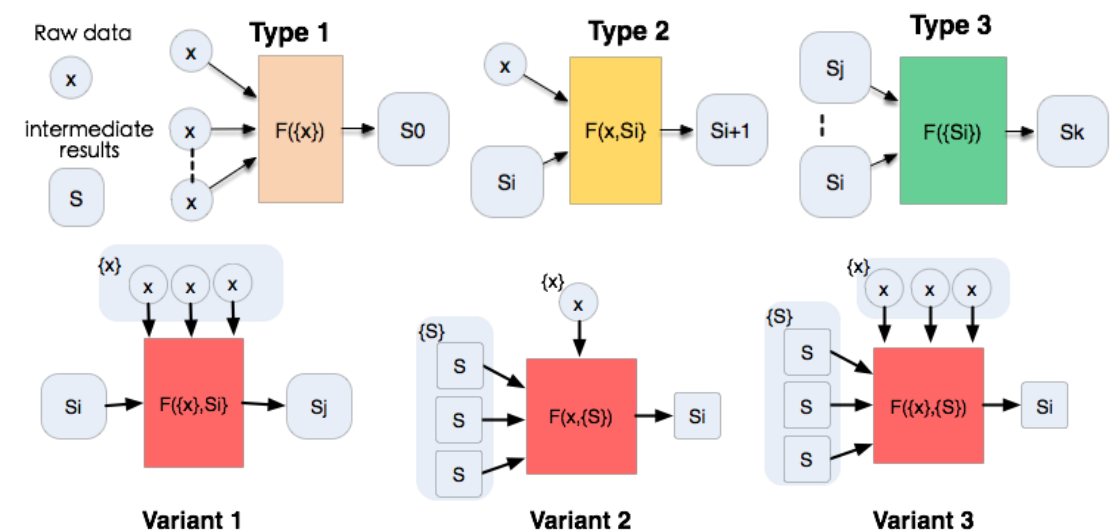 Raw data
x
intermediate
results
S
Type 1
x
x
x
F({x})
S0
Type 2
x
Si
F(x,Si}
Si+1
Type 3
Sj
Si
F({Si})
Sk
{x}
x x x
Si
F({x},Si}
Sj
Variant 1
{x}
x
{S}
S
S
S
F(x,{S})
Si
Variant 2
{x}
x x x
{S}
S
S
S
F({x},{S})
Si
Variant 3